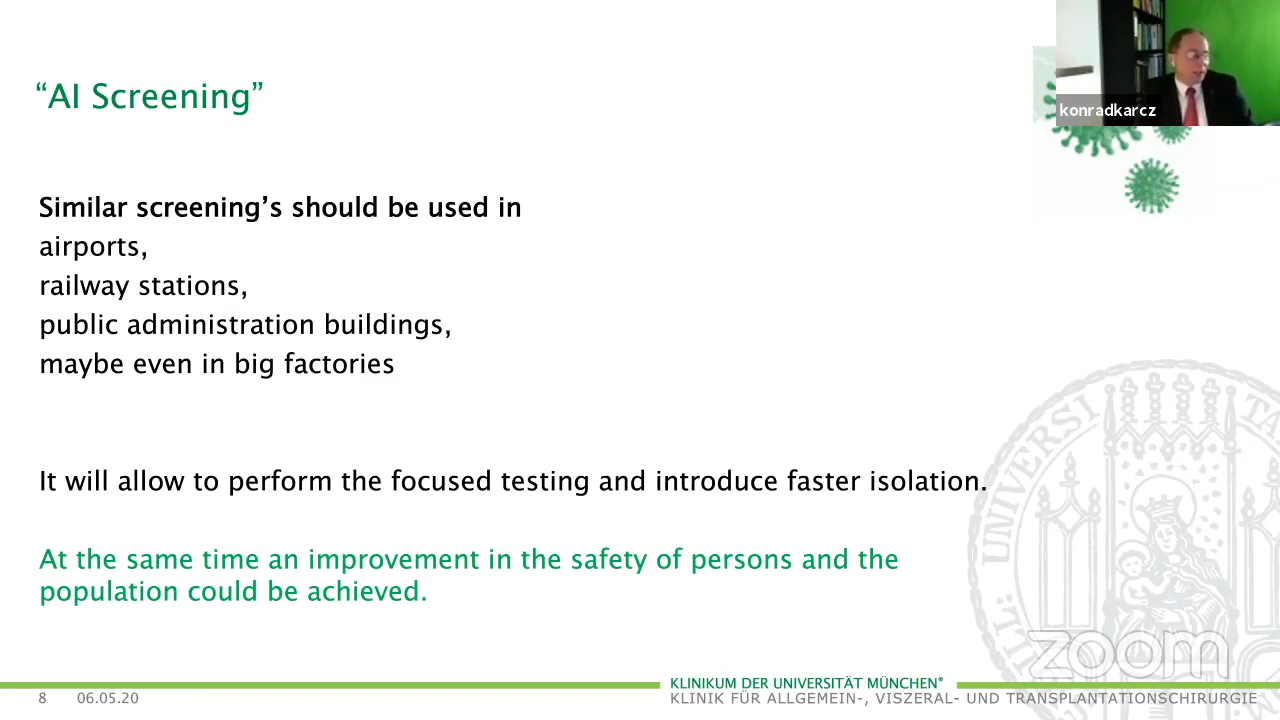 “AI Screening”
konradkarcz
Similar screening’s should be used in
airports,
railway stations,
public administration buildings,
maybe even in big factories
It will allow to perform the focused testing and introduce faster isolation.
At the same time an improvement in the safety of persons and the
population could be achieved.
UNIVERSI TA
zoom
KLINIKUM DER UNIVERSITÄT MÜNCHEN®
8 06.05.20 KLINIK FÜR ALLGEMEIN-, VISZERAL- UND TRANSPLANTATIONSCHIRURGIE